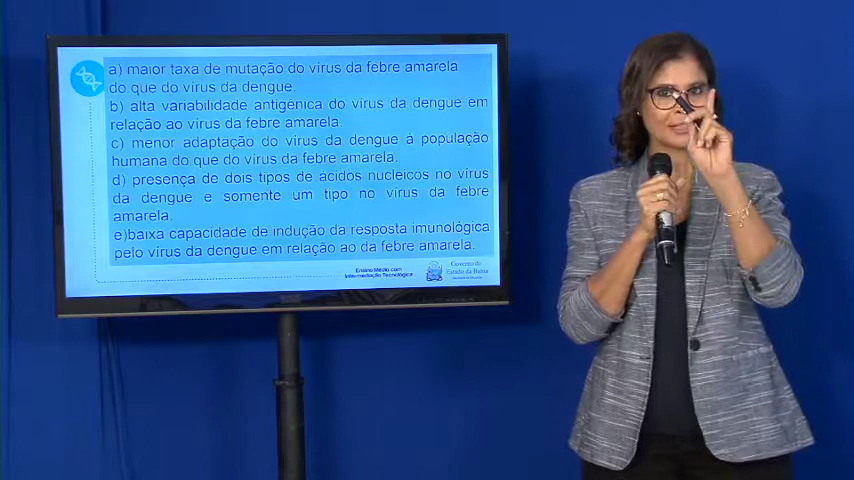 a) maior taxa de mutação do vírus da febre amarela
do que do vírus da dengue.
b) alta variabilidade antigênica do vírus da dengue em
relação ao vírus da febre amarela.
c) menor adaptação do vírus da dengue à população
humana do que do vírus da febre amarela.
d) presença de dois tipos de ácidos nucleicos no vírus
da dengue e somente um tipo no vírus da febre
amarela.
e)baixa capacidade de indução da resposta imunológica
pelo vírus da dengue em relação ao da febre amarela.
Ensino Médio com
Intermediação Tecnológica
Governo do
Estado da Bahia